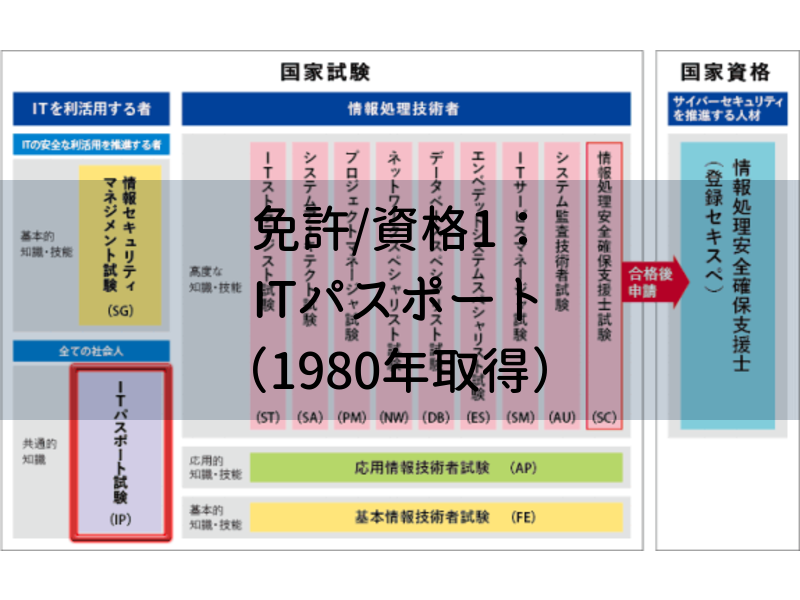 国家試験
国家資格
ITを利活用する者
情報処理技術者
サイバーセキュリティ
を推進する人材
ITの安全な利活用を推進する者
基本的
知識・技能
情報セキュリティ
マネジメント試験
(SG)
全ての社会人
共通的
知識
ITパスポート試験
(IP)
高度な
知識・技能
ITストラテジスト試験
(ST)
システムアーキテクト試験
(SA)
プロジェクトマネージャ試験
(PM)
ネットワークスペシャリスト試験
(NW)
データベーススペシャリスト試験
(DB)
エンベデッドシステムスペシャリスト試験
(ES)
ITサービスマネージャ試験
(SM)
システム監査技術者試験
(AU)
情報処理安全確保支援士試験
(SC)
合格後
申請
情報処理安全確保支援士
(登録セキスペ)
応用的
知識・技能
応用情報技術者試験 (AP)
基本的
知識・技能
基本情報技術者試験 (FE)
免許/資格1：
ITパスポート
（1980年取得）